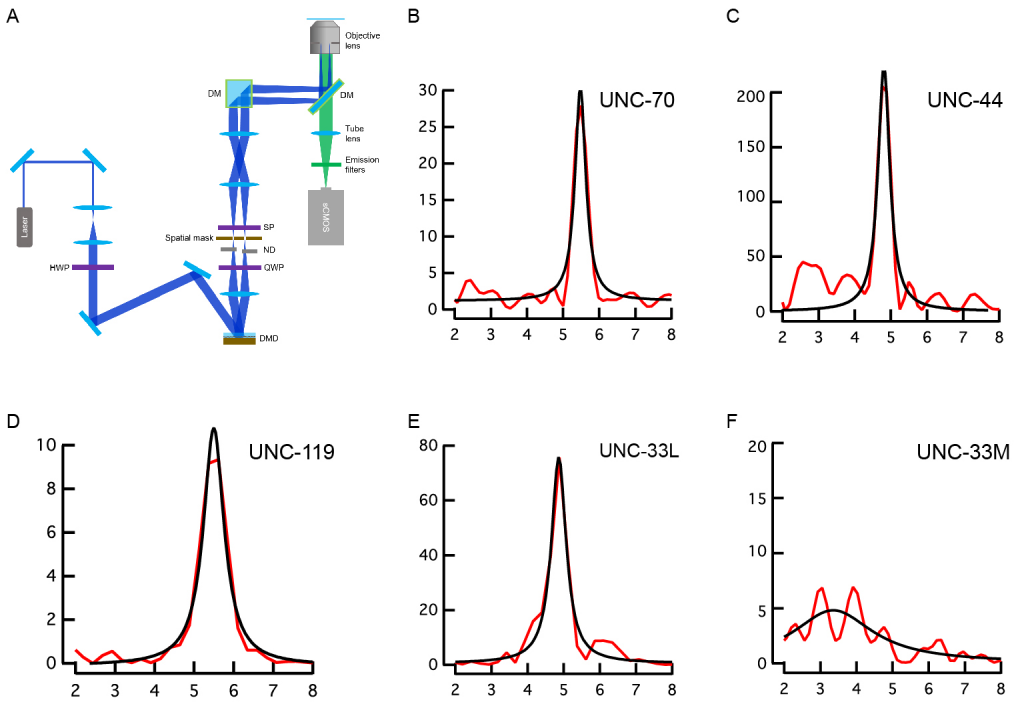 A
Objective
lens
DM
DM
Tube
lens
Emission
filters
sCMOS
Laser
HWP
SP
Spatial mask
ND
QWP
DMD
B
UNC-70
30
25
20
15
10
5
0
2 3 4 5 6 7 8
C
UNC-44
200
150
100
50
0
2 3 4 5 6 7 8
D
UNC-119
10
8
6
4
2
0
2 3 4 5 6 7 8
E
UNC-33L
80
60
40
20
0
2 3 4 5 6 7 8
F
UNC-33M
20
15
10
5
0
2 3 4 5 6 7 8